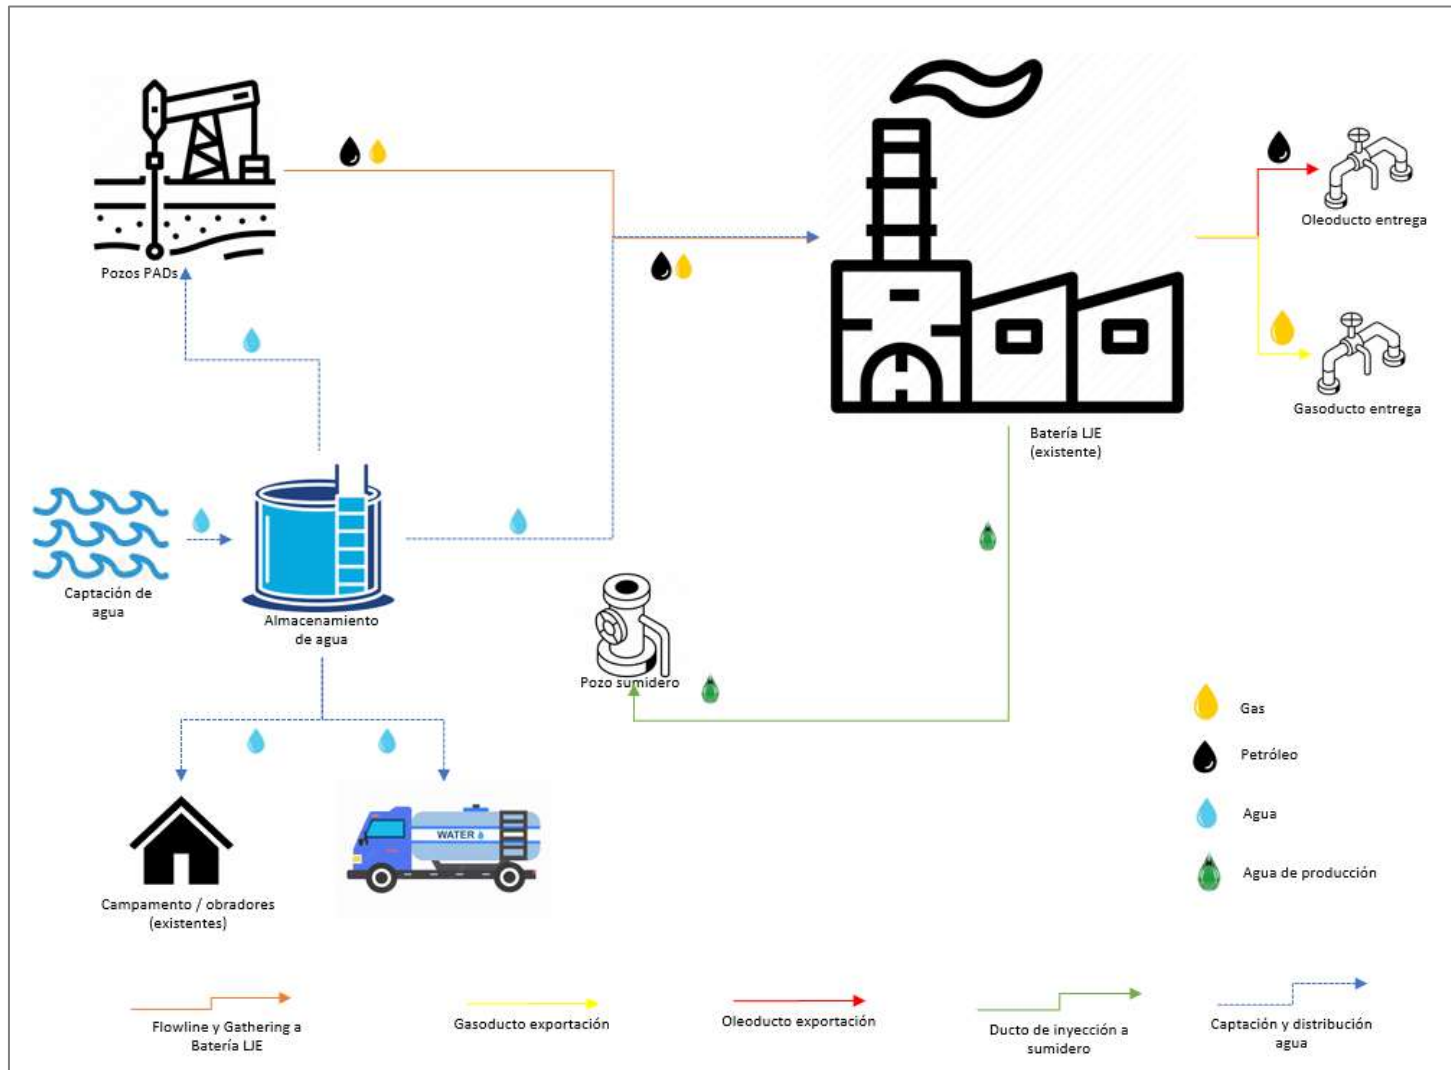 Pozos PADs
Oleoducto entrega
Gasoducto entrega
Batería LJE
(existente)
Captación de
agua
Almacenamiento
de agua
Pozo sumidero
WATER
Campamento / obradores
(existentes)
Gas
Petróleo
Agua
Agua de producción
Flowline y Gathering a
Batería LJE
Gasoducto exportación
Oleoducto exportación
Ducto de inyección a
sumidero
Captación y distribución
agua